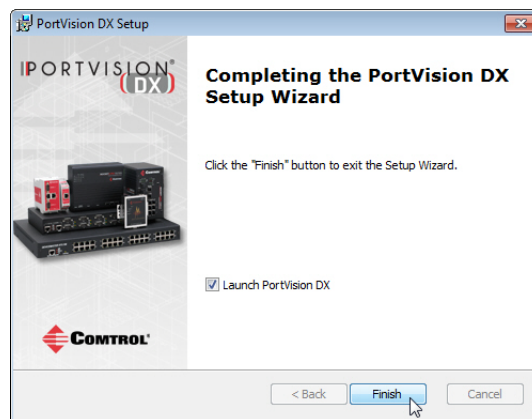 PortVision DX Setup
PORTVISION®
(DX)
Completing the PortVision DX
Setup Wizard
Click the "Finish" button to exit the Setup Wizard.
Launch PortVision DX
COMTROL®
< Back
Finish
Cancel